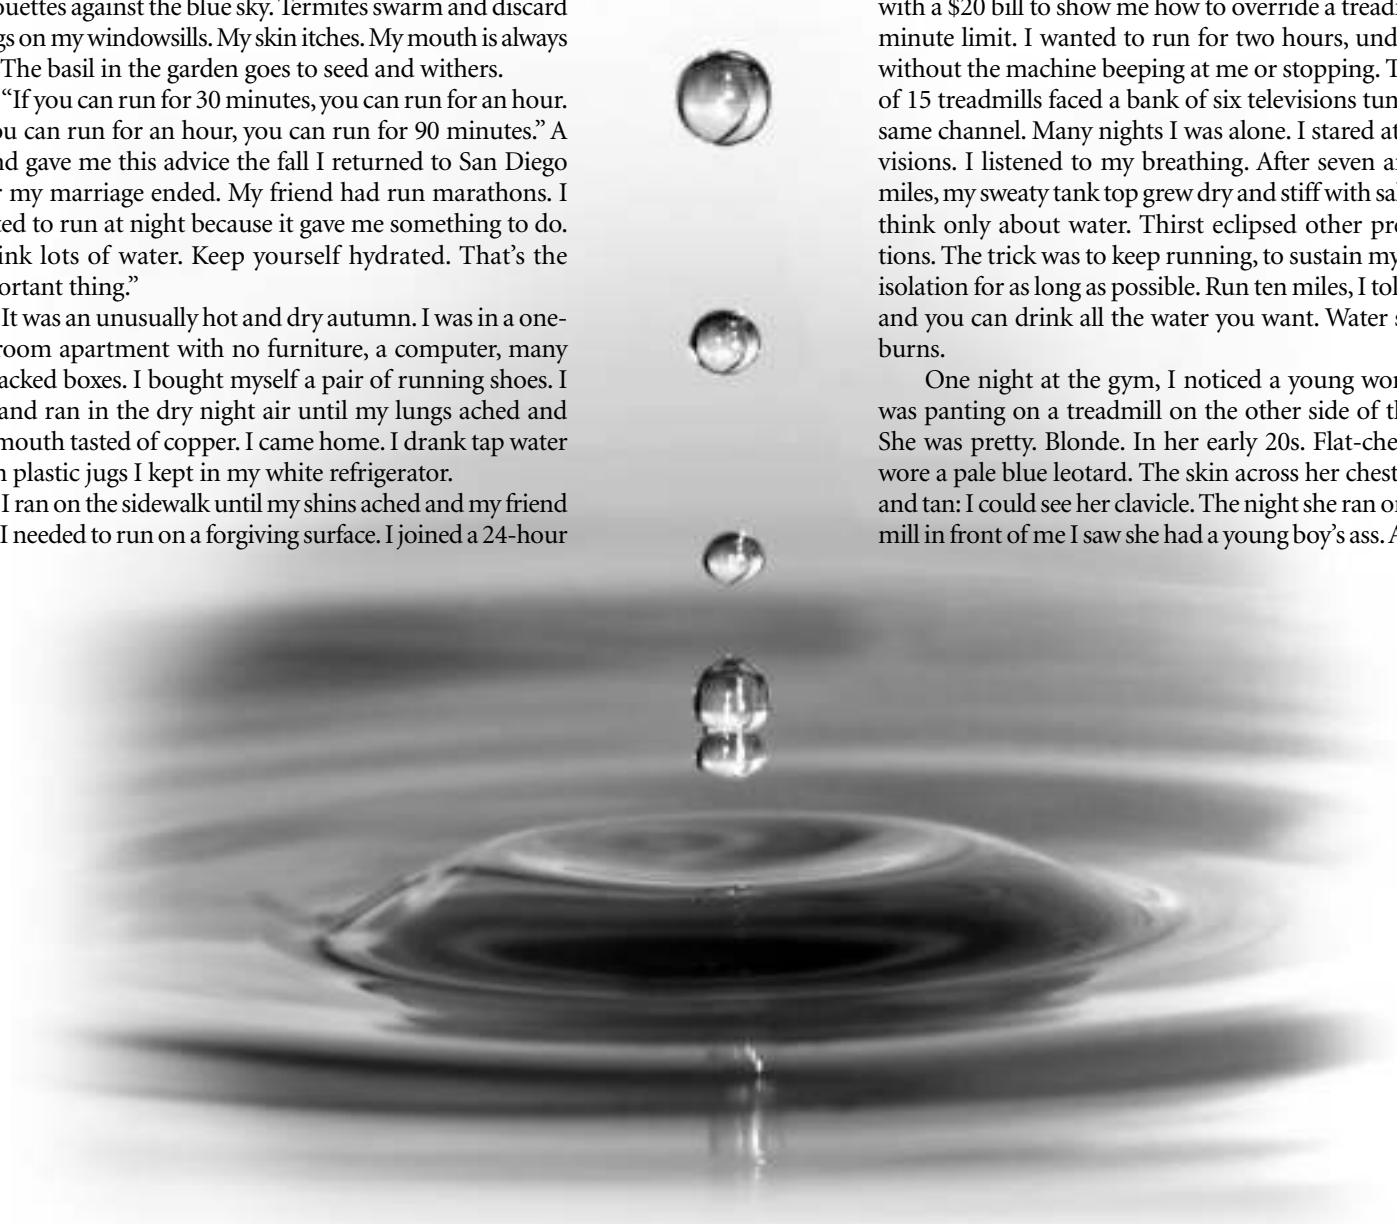 ouettes against the blue sky. Termites swarm and discard
gs on my windowsills. My skin itches. My mouth is always
The basil in the garden goes to seed and withers.
“If you can run for 30 minutes, you can run for an hour.
ou can run for an hour, you can run for 90 minutes.” A
nd gave me this advice the fall I returned to San Diego
r my marriage ended. My friend had run marathons. I
ted to run at night because it gave me something to do.
ink lots of water. Keep yourself hydrated. That’s the
ortant thing.”
It was an unusually hot and dry autumn. I was in a one-
room apartment with no furniture, a computer, many
acked boxes. I bought myself a pair of running shoes. I
and ran in the dry night air until my lungs ached and
mouth tasted of copper. I came home. I drank tap water
m plastic jugs I kept in my white refrigerator.
I ran on the sidewalk until my shins ached and my friend
I needed to run on a forgiving surface. I joined a 24-hour
with a $20 bill to show me how to override a treadm
minute limit. I wanted to run for two hours, und
without the machine beeping at me or stopping. T
of 15 treadmills faced a bank of six televisions tun
same channel. Many nights I was alone. I stared at
visions. I listened to my breathing. After seven a
miles, my sweaty tank top grew dry and stiff with sal
think only about water. Thirst eclipsed other pre
tions. The trick was to keep running, to sustain my
isolation for as long as possible. Run ten miles, I tol
and you can drink all the water you want. Water s
burns.
One night at the gym, I noticed a young wor
was panting on a treadmill on the other side of th
She was pretty. Blonde. In her early 20s. Flat-che
wore a pale blue leotard. The skin across her chest
and tan: I could see her clavicle. The night she ran or
mill in front of me I saw she had a young boy’s ass. A